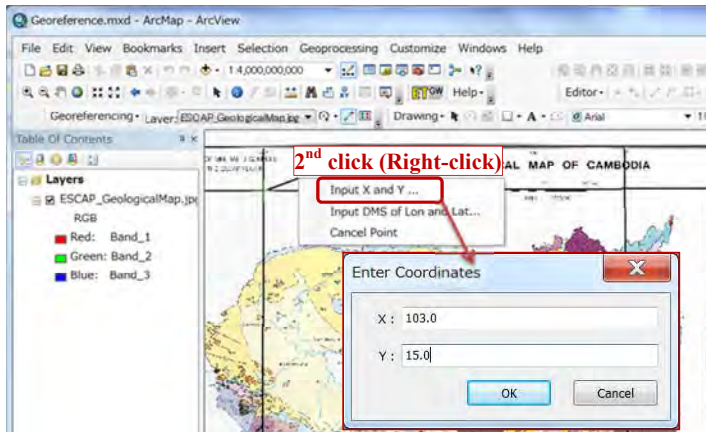 Georeference.mxd - ArcMap - ArcView
File Edit View Bookmarks Insert Selection Geoprocessing Customize Windows Help
1:4,000,000,000
Help
Editor
Georeferencing Layer: ESCAP_GeologicalMap.jpg Drawing A Arial
Table Of Contents
Layers
ESCAP_GeologicalMap.jpg
RGB
Red: Band_1
Green: Band_2
Blue: Band_3
2nd click (Right-click)
AL MAP OF CAMBODIA
Input X and Y ...
Input DMS of Lon and Lat...
Cancel Point
Enter Coordinates
X : 103.0
Y : 15.0
OK Cancel